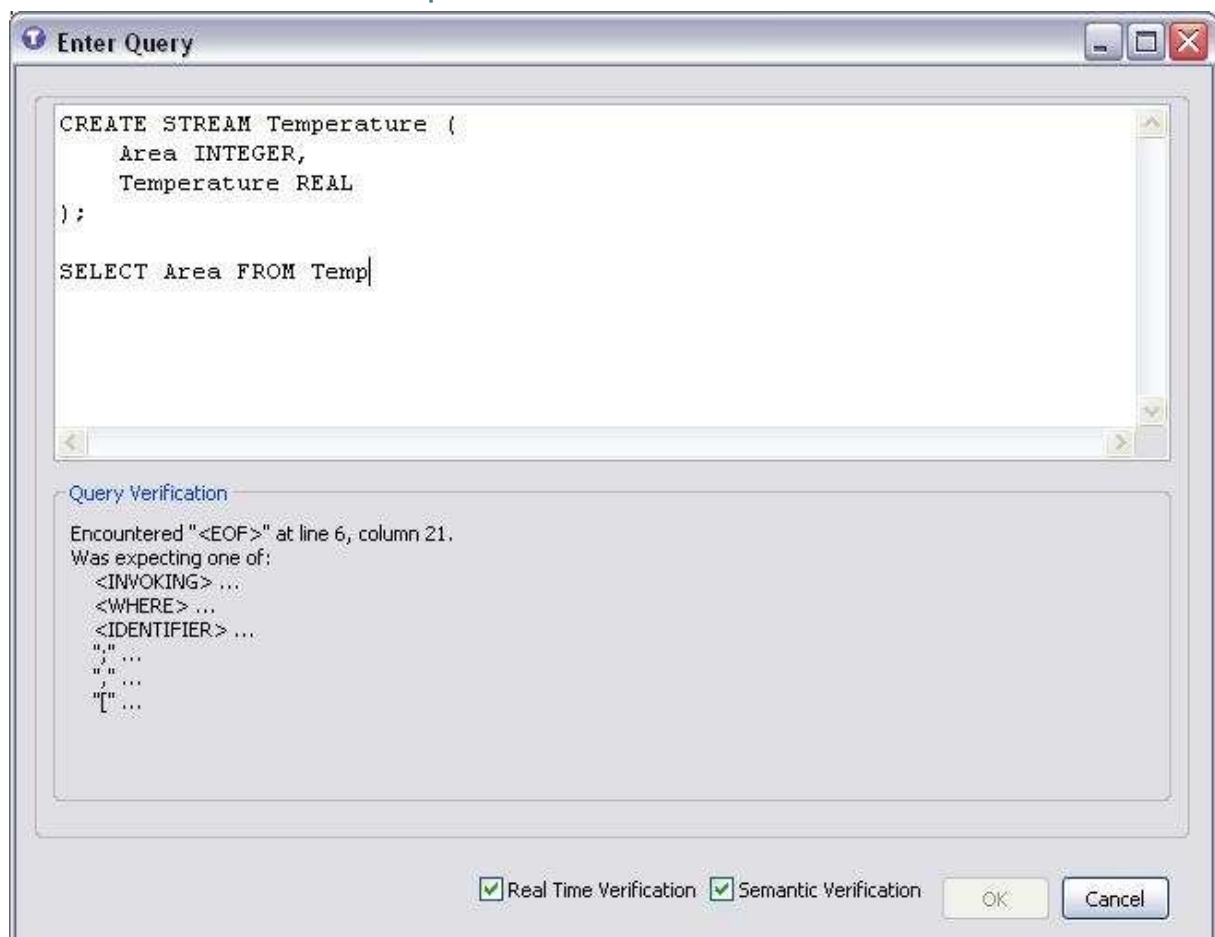 Enter Query
CREATE STREAM Temperature (
Area INTEGER,
Temperature REAL
);
SELECT Area FROM Temp
Query Verification
Encountered "<EOF>" at line 6, column 21.
Was expecting one of:
<INVOKING> ...
<WHERE> ...
<IDENTIFIER> ...
";" ...
"," ...
"[" ...
Real Time Verification Semantic Verification OK Cancel